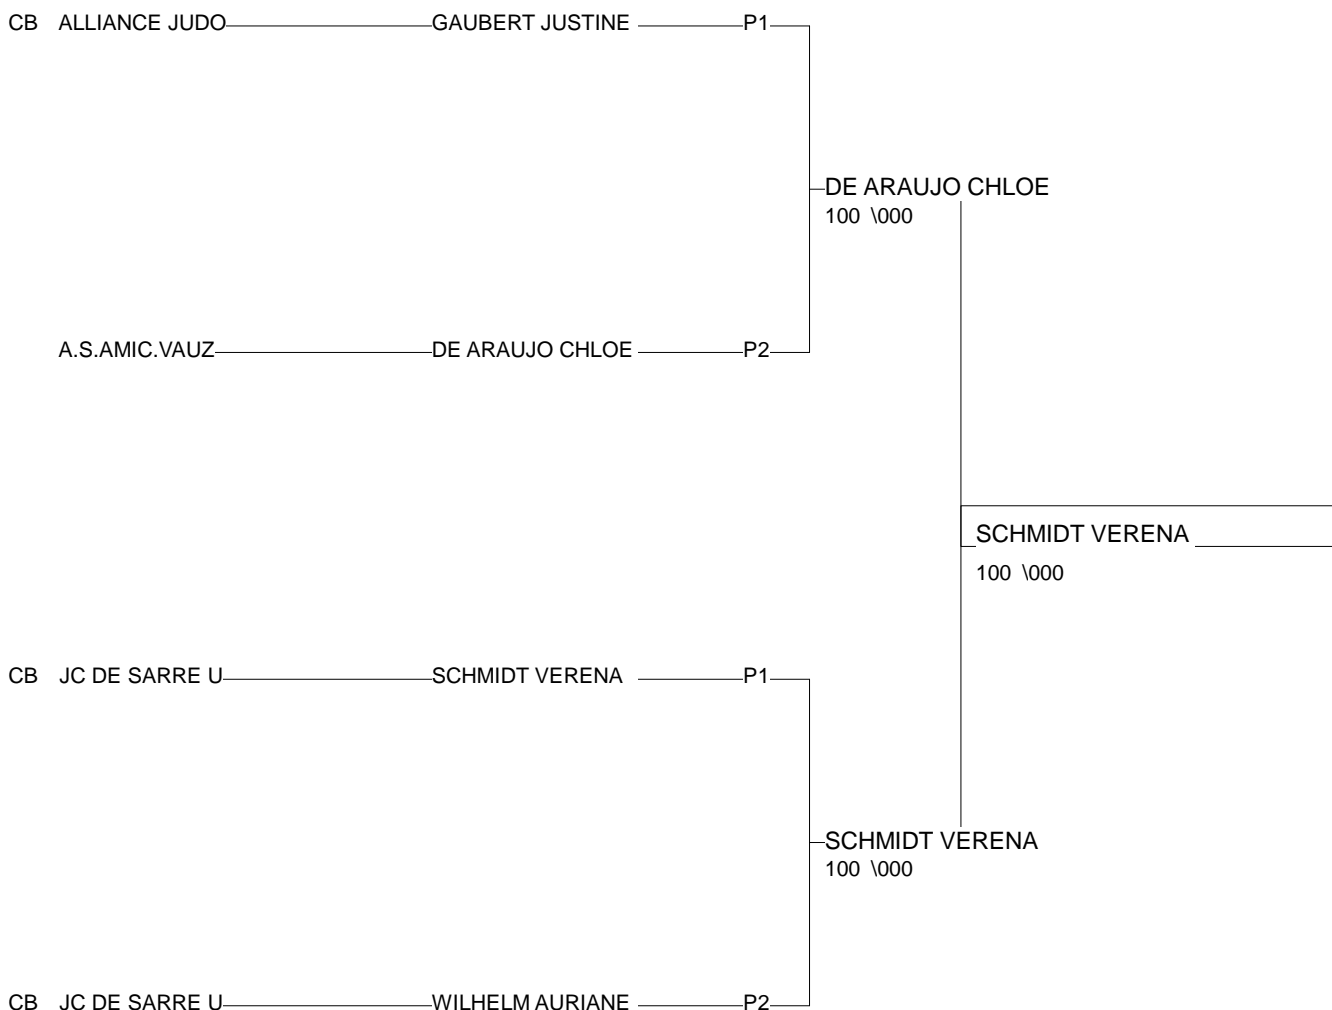 CB ALLIANCE JUDO GAUBERT JUSTINE P1
DE ARAUJO CHLOE
100 \000
A.S.AMIC.VAUZ DE ARAUJO CHLOE P2
SCHMIDT VERENA
100 \000
CB JC DE SARRE U SCHMIDT VERENA P1
SCHMIDT VERENA
100 \000
CB JC DE SARRE U WILHELM AURIANE P2